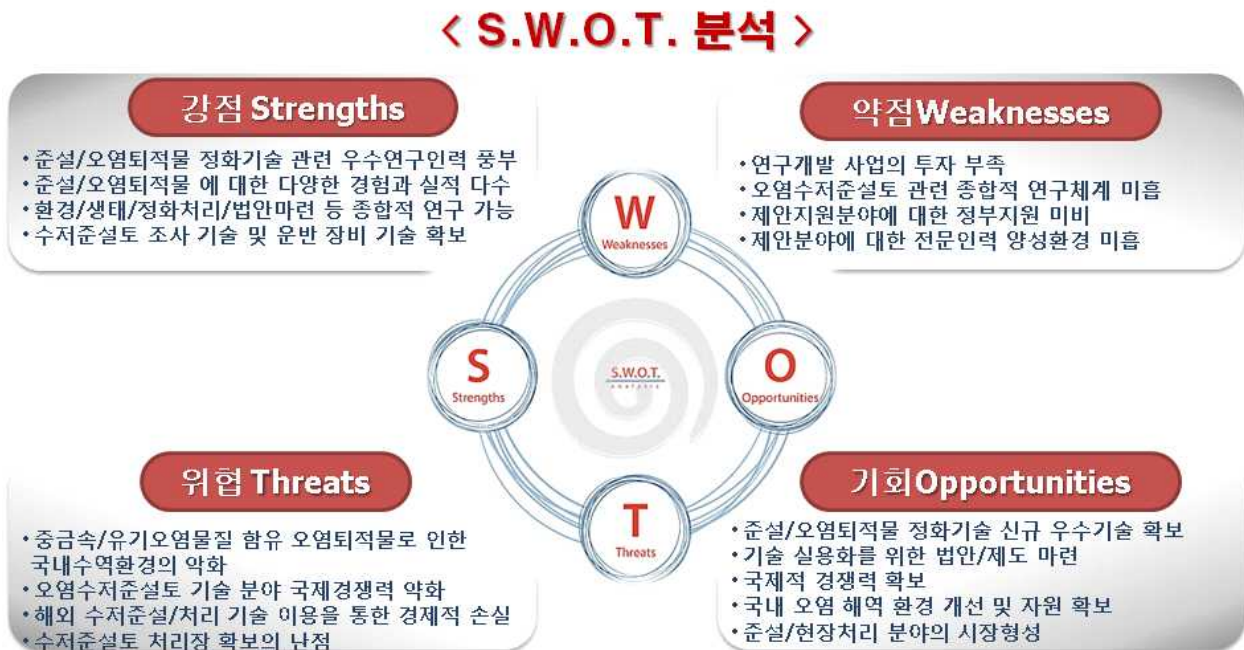 < S.W.O.T. 분석 >
강점 Strengths
• 준설/오염퇴적물 정화기술 관련 우수연구인력 풍부
• 준설/오염퇴적물 에 대한 다양한 경험과 실적 다수
• 환경/생태/정화처리/법안마련 등 종합적 연구 가능
• 수저준설토 조사 기술 및 운반 장비 기술 확보
약점Weaknesses
• 연구개발 사업의 투자 부족
• 오염수저준설토 관련 종합적 연구체계 미흡
• 제안지원분야에 대한 정부지원 미비
• 제안분야에 대한 전문인력 양성환경 미흡
W
Weaknesses
S
Strengths
S.W.O.T.
analysis
O
Opportunities
T
Threats
위협 Threats
• 중금속/유기오염물질 함유 오염퇴적물로 인한
국내수역환경의 악화
• 오염수저준설토 기술 분야 국제경쟁력 약화
• 해외 수저준설/처리 기술 이용을 통한 경제적 손실
• 수저준설토 처리장 확보의 난점
기회Opportunities
• 준설/오염퇴적물 정화기술 신규 우수기술 확보
• 기술 실용화를 위한 법안/제도 마련
• 국제적 경쟁력 확보
• 국내 오염 해역 환경 개선 및 자원 확보
• 준설/현장처리 분야의 시장형성